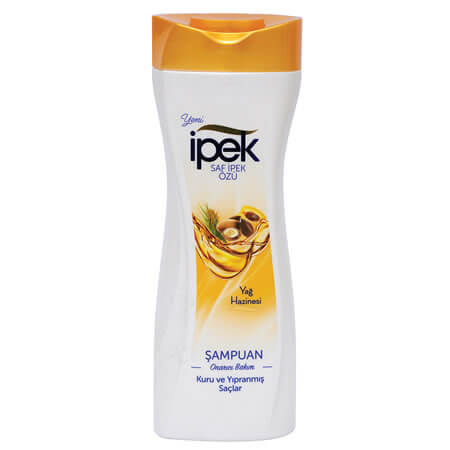 Yeni
ipek
SAF İPEK
ÖZÜ
Yağ
Hazinesi
ŞAMPUAN
Onarıcı Bakım
Kuru ve Yıpranmış
Saçlar